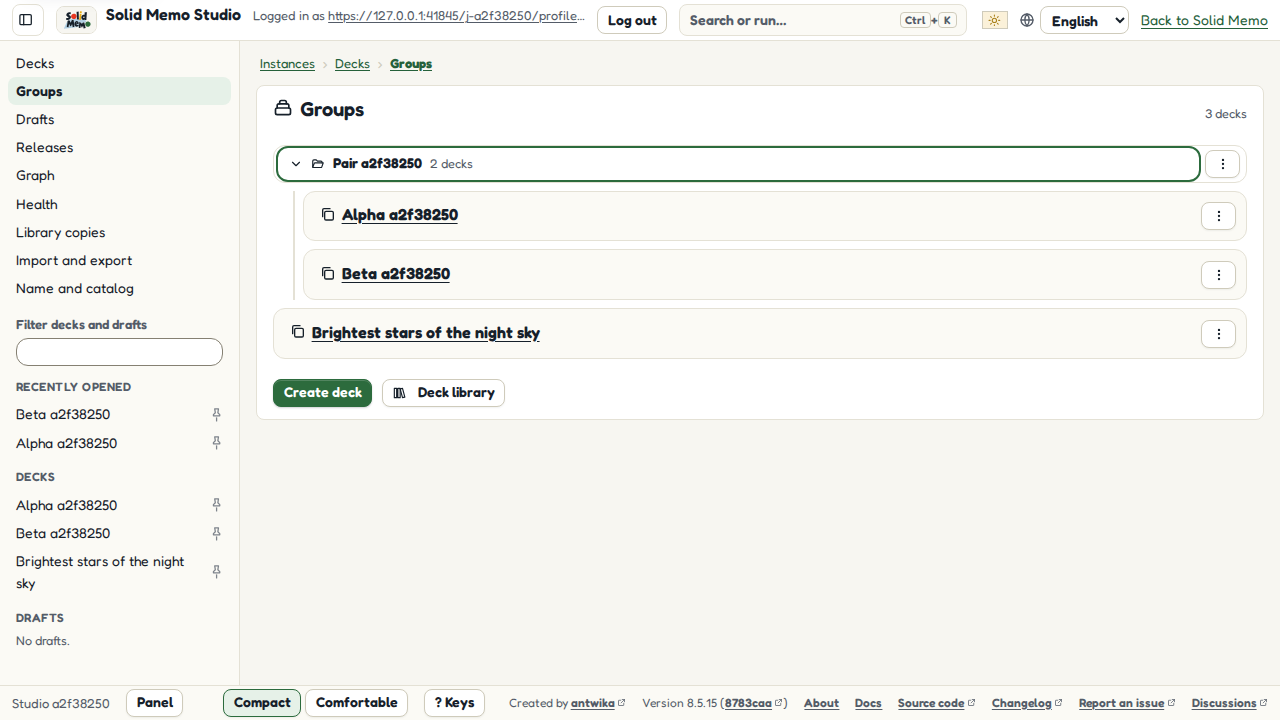 Solid Memo
Solid Memo Studio
Logged in as https://127.0.0.1:41845/j-a2f38250/profile...
Log out
Search or run...
Ctrl+K
English
Back to Solid Memo
Decks
Groups
Drafts
Releases
Graph
Health
Library copies
Import and export
Name and catalog
Filter decks and drafts
RECENTLY OPENED
Beta a2f38250
Alpha a2f38250
DECKS
Alpha a2f38250
Beta a2f38250
Brightest stars of the night
sky
DRAFTS
No drafts.
Instances › Decks › Groups
Groups
3 decks
Pair a2f38250 2 decks
Alpha a2f38250
Beta a2f38250
Brightest stars of the night sky
Create deck
Deck library
Studio a2f38250
Panel
Compact
Comfortable
? Keys
Created by antwika
Version 8.5.15 (8783caa)
About
Docs
Source code
Changelog
Report an issue
Discussions